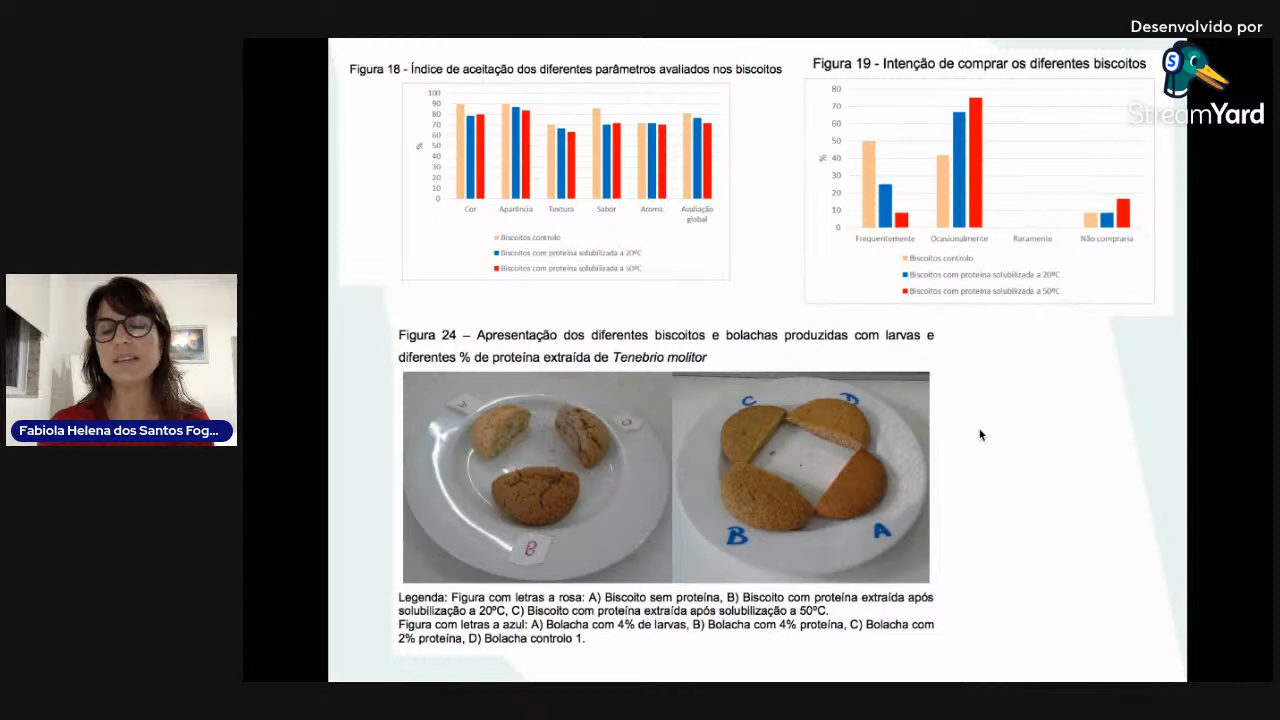 Desenvolvido por
StreamYard
Figura 18 - Índice de aceitação dos diferentes parâmetros avaliados nos biscoitos
100
90
80
70
60
50
40
30
20
10
0
%
Cor Aparência Textura Sabor Aroma Avaliação
global
Biscoitos controlo
Biscoitos com proteína solubilizada a 20ºC
Biscoitos com proteína solubilizada a 50ºC
Figura 19 - Intenção de comprar os diferentes biscoitos
80
70
60
50
40
30
20
10
0
%
Frequentemente Ocasionalmente Raramente Não compraria
Biscoitos controlo
Biscoitos com proteína solubilizada a 20ºC
Biscoitos com proteína solubilizada a 50ºC
Fabiola Helena dos Santos Fog...
Figura 24 – Apresentação dos diferentes biscoitos e bolachas produzidas com larvas e
diferentes % de proteína extraída de Tenebrio molitor
A
C
B
C
D
B
A
Legenda: Figura com letras a rosa: A) Biscoito sem proteína, B) Biscoito com proteína extraída após
solubilização a 20ºC, C) Biscoito com proteína extraída após solubilização a 50ºC.
Figura com letras a azul: A) Bolacha com 4% de larvas, B) Bolacha com 4% proteína, C) Bolacha com
2% proteína, D) Bolacha controlo 1.